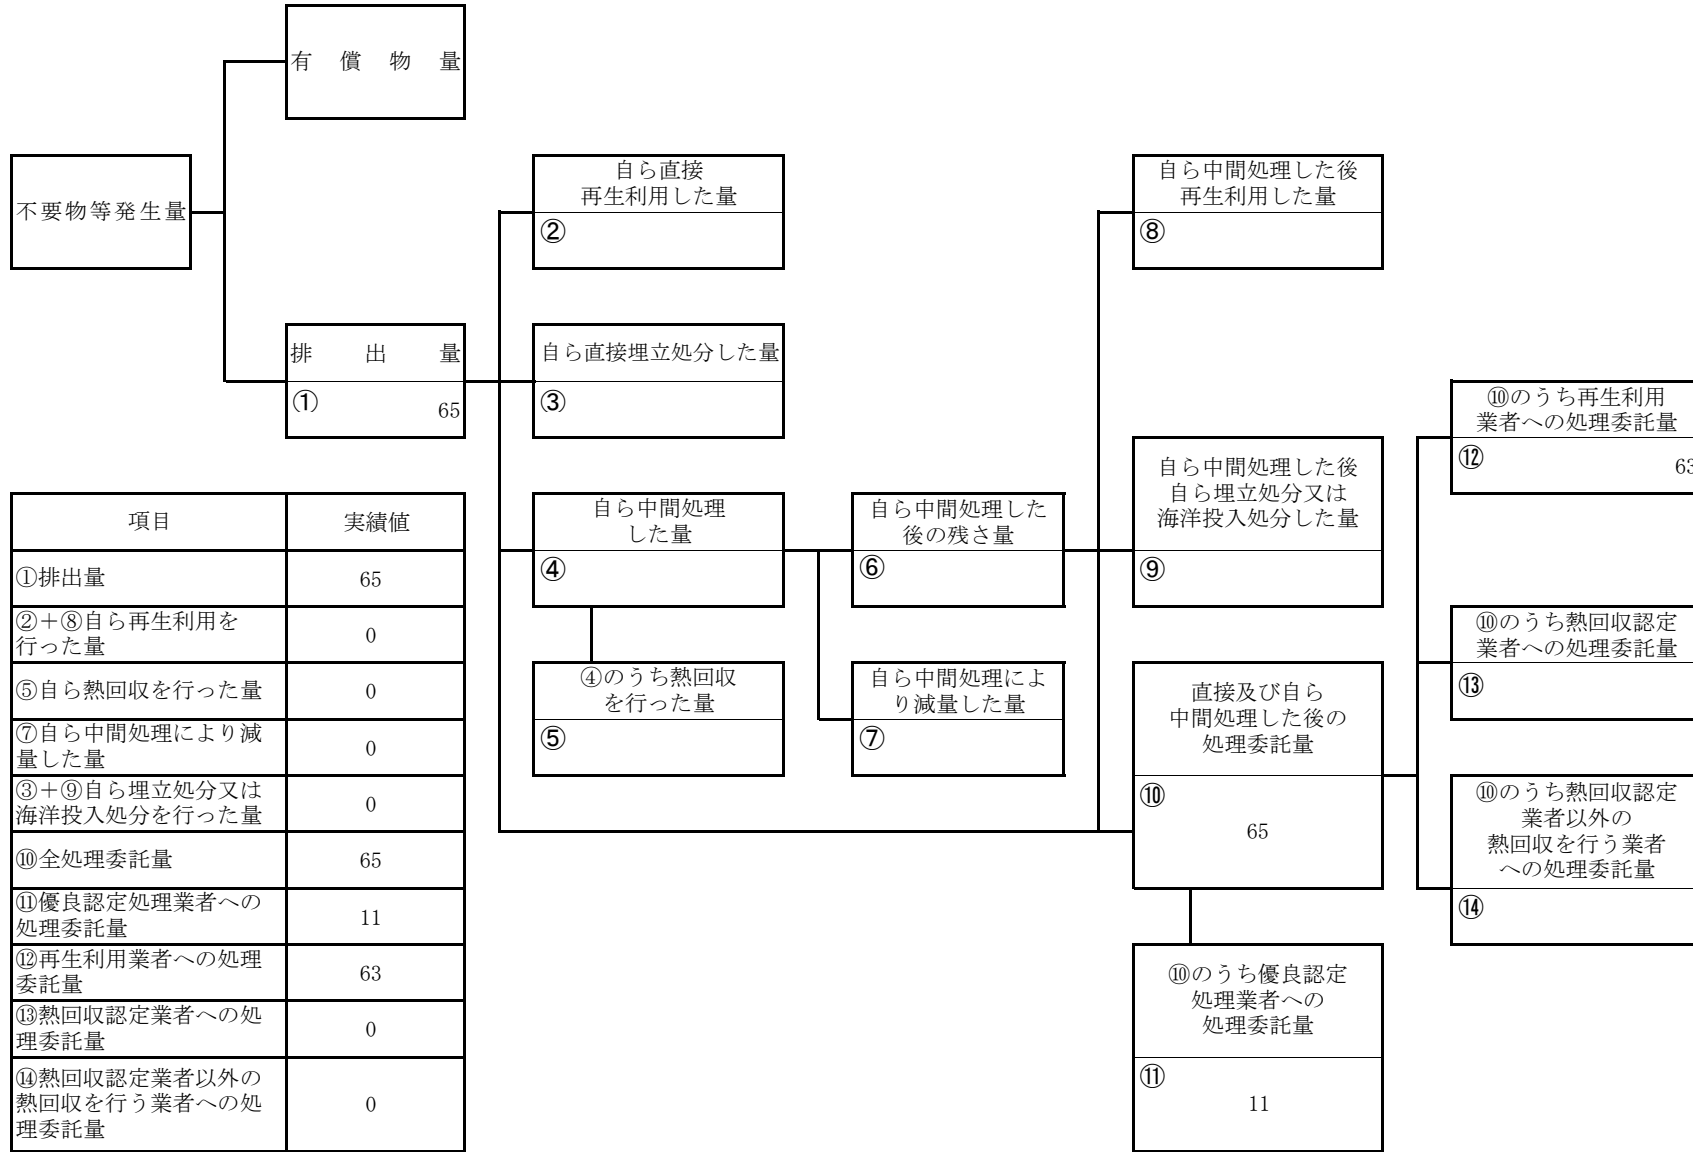 有償物量
不要物等発生量
自ら直接
再生利用した量
②
自ら中間処理した後
再生利用した量
⑧
排出量
①
65
自ら直接埋立処分した量
③
⑩のうち再生利用
業者への処理委託量
⑫
63
自ら中間処理
した量
④
自ら中間処理した
後の残さ量
⑥
自ら中間処理した後
自ら埋立処分又は
海洋投入処分した量
⑨
④のうち熱回収
を行った量
⑤
自ら中間処理によ
り減量した量
⑦
直接及び自ら
中間処理した後の
処理委託量
⑩
65
⑩のうち熱回収認定
業者への処理委託量
⑬
⑩のうち熱回収認定
業者以外の
熱回収を行う業者
への処理委託量
⑭
⑩のうち優良認定
処理業者への
処理委託量
⑪
11
項目 実績値
①排出量 65
②+⑧自ら再生利用を
行った量 0
⑤自ら熱回収を行った量 0
⑦自ら中間処理により減
量した量 0
③+⑨自ら埋立処分又は
海洋投入処分を行った量 0
⑩全処理委託量 65
⑪優良認定処理業者への
処理委託量 11
⑫再生利用業者への処理
委託量 63
⑬熱回収認定業者への処
理委託量 0
⑭熱回収認定業者以外の
熱回収を行う業者への処
理委託量 0